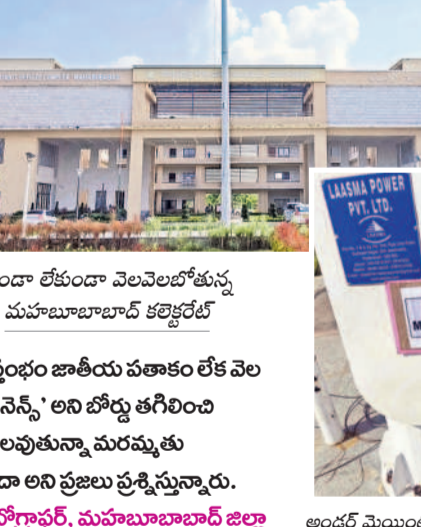 LAASMA POWER
PVT. LTD.
ండా లేకుండా వెలవెలబోతున్న
మహబూబాబాద్ కలెక్టరేట్
స్తంభం జాతీయ పతాకం లేక వెల
నెన్స్' అని బోర్డు తగిలించి
లవుతున్నా మరమ్మతు
దా అని ప్రజలు ప్రశ్నిస్తున్నారు.
టోగ్రాఫర్, మహబూబాబాద్ జిల్లా
అండర్ మెయింట